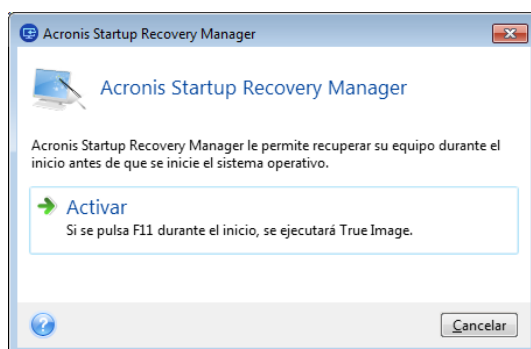 Acronis Startup Recovery Manager
Acronis Startup Recovery Manager
Acronis Startup Recovery Manager le permite recuperar su equipo durante el
inicio antes de que se inicie el sistema operativo.
Activar
Si se pulsa F11 durante el inicio, se ejecutará True Image.
Cancelar